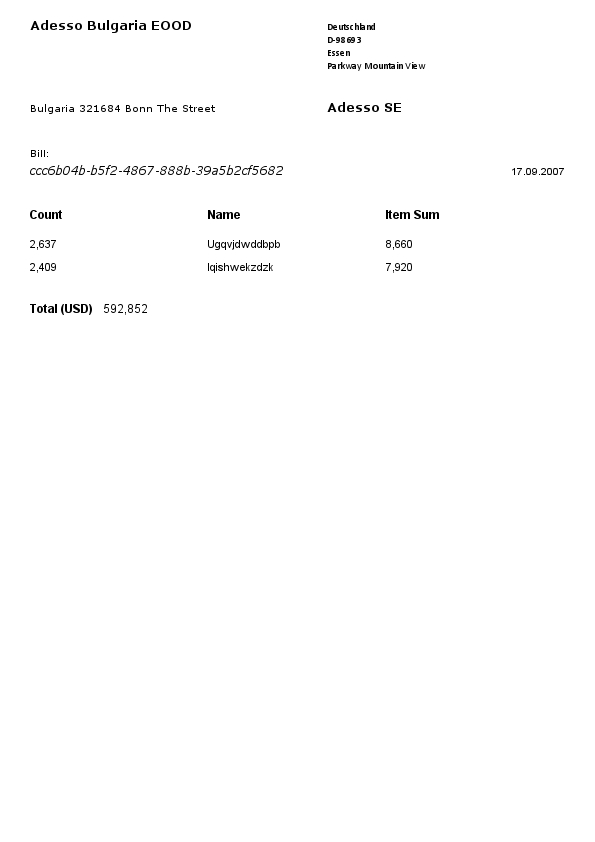 Adesso Bulgaria EOOD
Deutschland
D-98693
Essen
Parkway Mountain View
Bulgaria 321684 Bonn The Street
Adesso SE
Bill:
ccc6b04b-b5f2-4867-888b-39a5b2cf5682
17.09.2007
Count Name Item Sum
2,637 Ugqvjdwddbpb 8,660
2,409 Iqishwekzdzk 7,920
Total (USD) 592,852